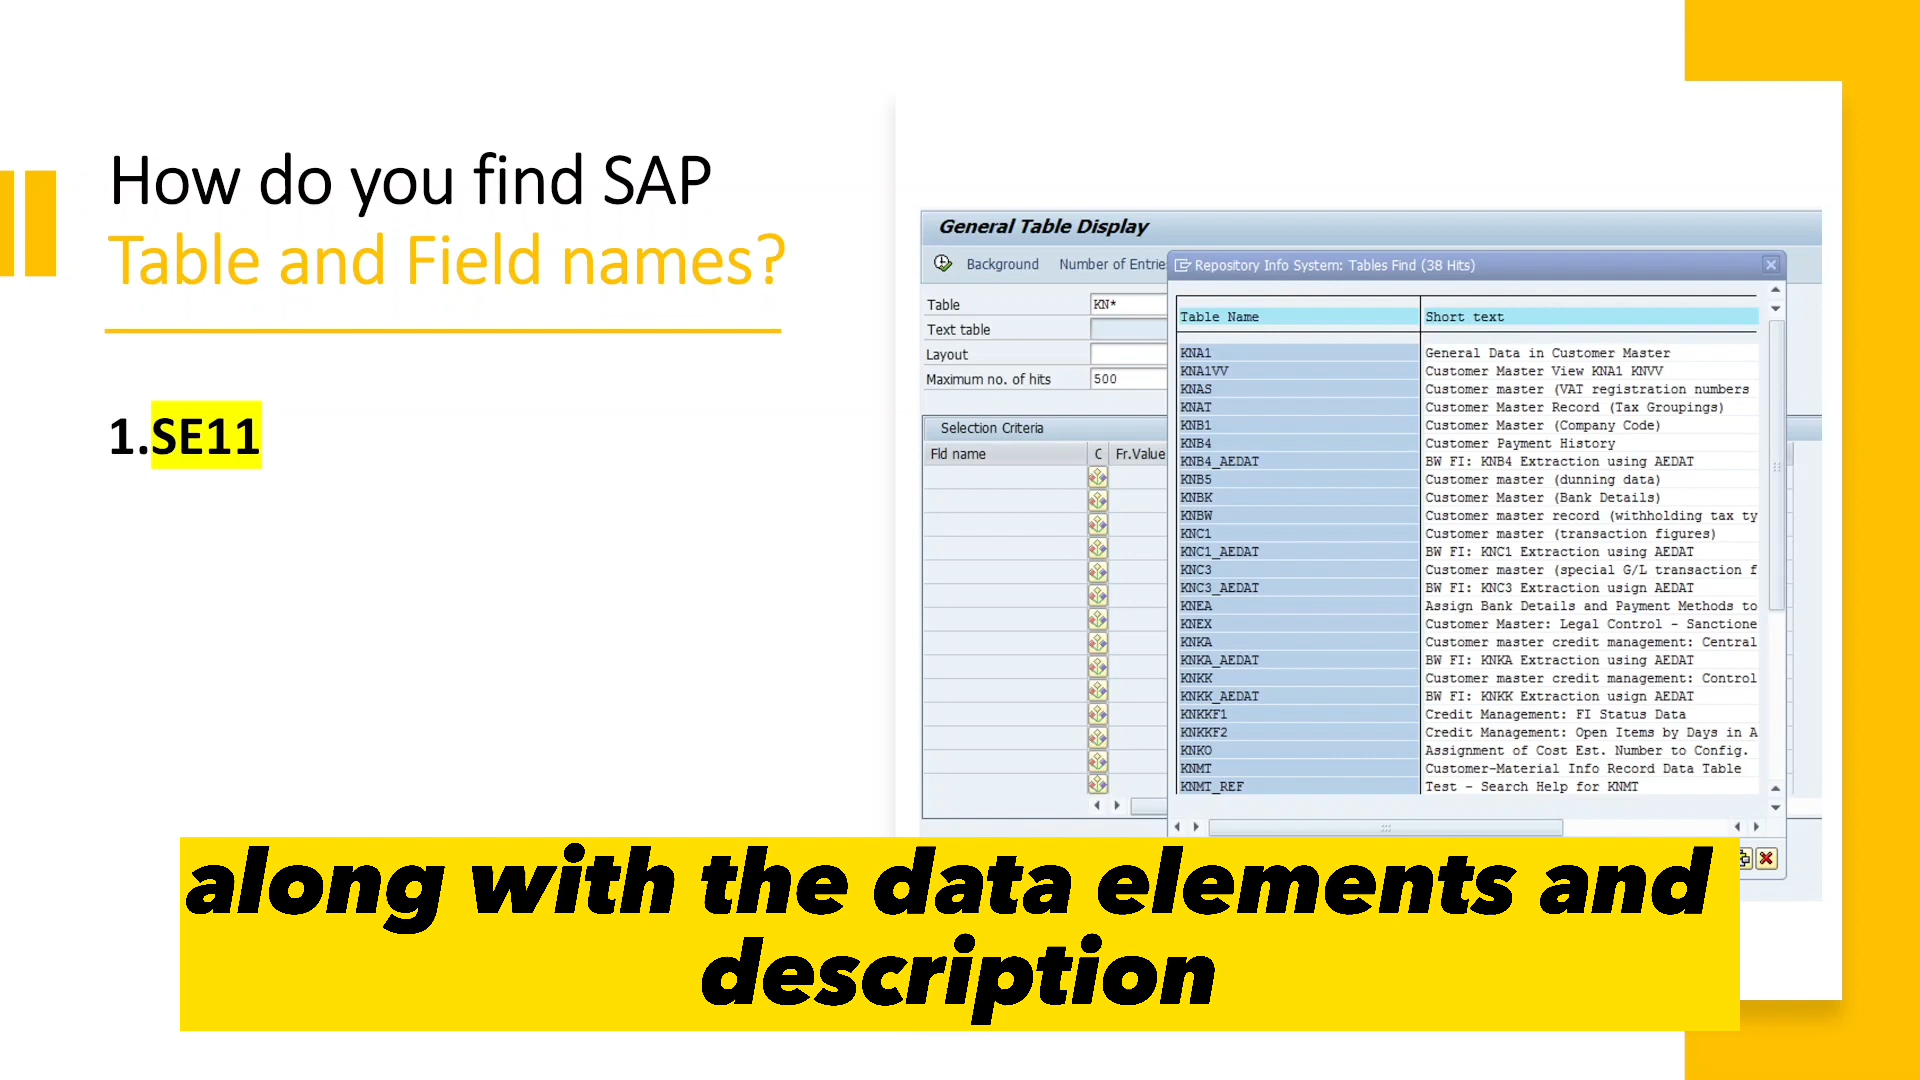 How do you find SAP
Table and Field names?
1.SE11
General Table Display
Background Number of Entrie
Repository Info System: Tables Find (38 Hits)
Table KN*
Text table
Layout
Maximum no. of hits 500
Selection Criteria
Fld name C Fr.Value
Table Name Short text
KNA1 General Data in Customer Master
KNA1VV Customer Master View KNA1 KNVV
KNAS Customer master (VAT registration numbers
KNAT Customer Master Record (Tax Groupings)
KNB1 Customer Master (Company Code)
KNB4 Customer Payment History
KNB4_AEDAT BW FI: KNB4 Extraction using AEDAT
KNB5 Customer master (dunning data)
KNBK Customer Master (Bank Details)
KNBW Customer master record (withholding tax ty
KNC1 Customer master (transaction figures)
KNC1_AEDAT BW FI: KNC1 Extraction using AEDAT
KNC3 Customer master (special G/L transaction f
KNC3_AEDAT BW FI: KNC3 Extraction usign AEDAT
KNEA Assign Bank Details and Payment Methods to
KNEX Customer Master: Legal Control - Sanctione
KNKA Customer master credit management: Central
KNKA_AEDAT BW FI: KNKA Extraction using AEDAT
KNKK Customer master credit management: Control
KNKK_AEDAT BW FI: KNKK Extraction usign AEDAT
KNKKF1 Credit Management: FI Status Data
KNKKF2 Credit Management: Open Items by Days in A
KNKO Assignment of Cost Est. Number to Config.
KNMT Customer-Material Info Record Data Table
KNMT_REF Test - Search Help for KNMT
along with the data elements and
description